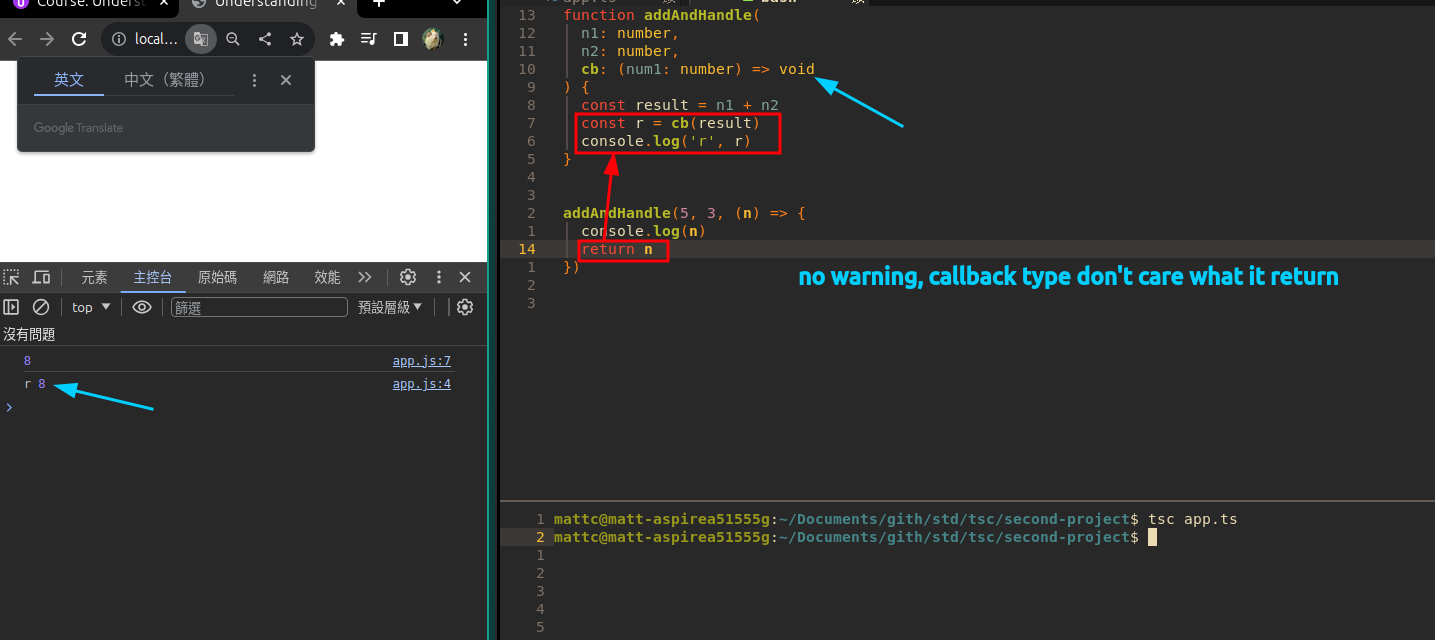 Course: Underst
Understanding
local...
英文
中文（繁體）
Google Translate
元素
主控台
原始碼
網路
效能
top
篩選
預設層級
沒有問題
8 app.js:7
r 8 app.js:4
13 function addAndHandle(
12 n1: number,
11 n2: number,
10 cb: (num1: number) => void
9 ) {
8 const result = n1 + n2
7 const r = cb(result)
6 console.log('r', r)
5 }
4
3
2 addAndHandle(5, 3, (n) => {
1 console.log(n)
14 return n
1 })
2
3
no warning, callback type don't care what it return
1 mattc@matt-aspirea51555g:~/Documents/gith/std/tsc/second-project$ tsc app.ts
2 mattc@matt-aspirea51555g:~/Documents/gith/std/tsc/second-project$
1
2
3
4
5